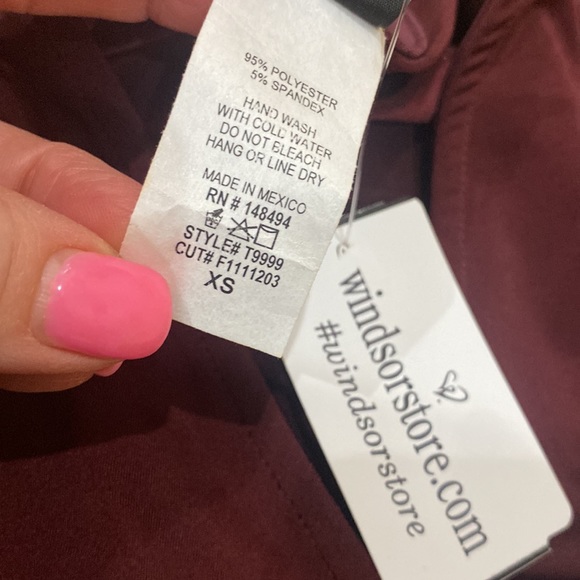 95% POLYESTER
5% SPANDEX
HAND WASH
WITH COLD WATER
DO NOT BLEACH
HANG OR LINE DRY
MADE IN MEXICO
RN # 148494
STYLE# T9999
CUT# F1111203
XS
windsorstore.com
#windsorstore